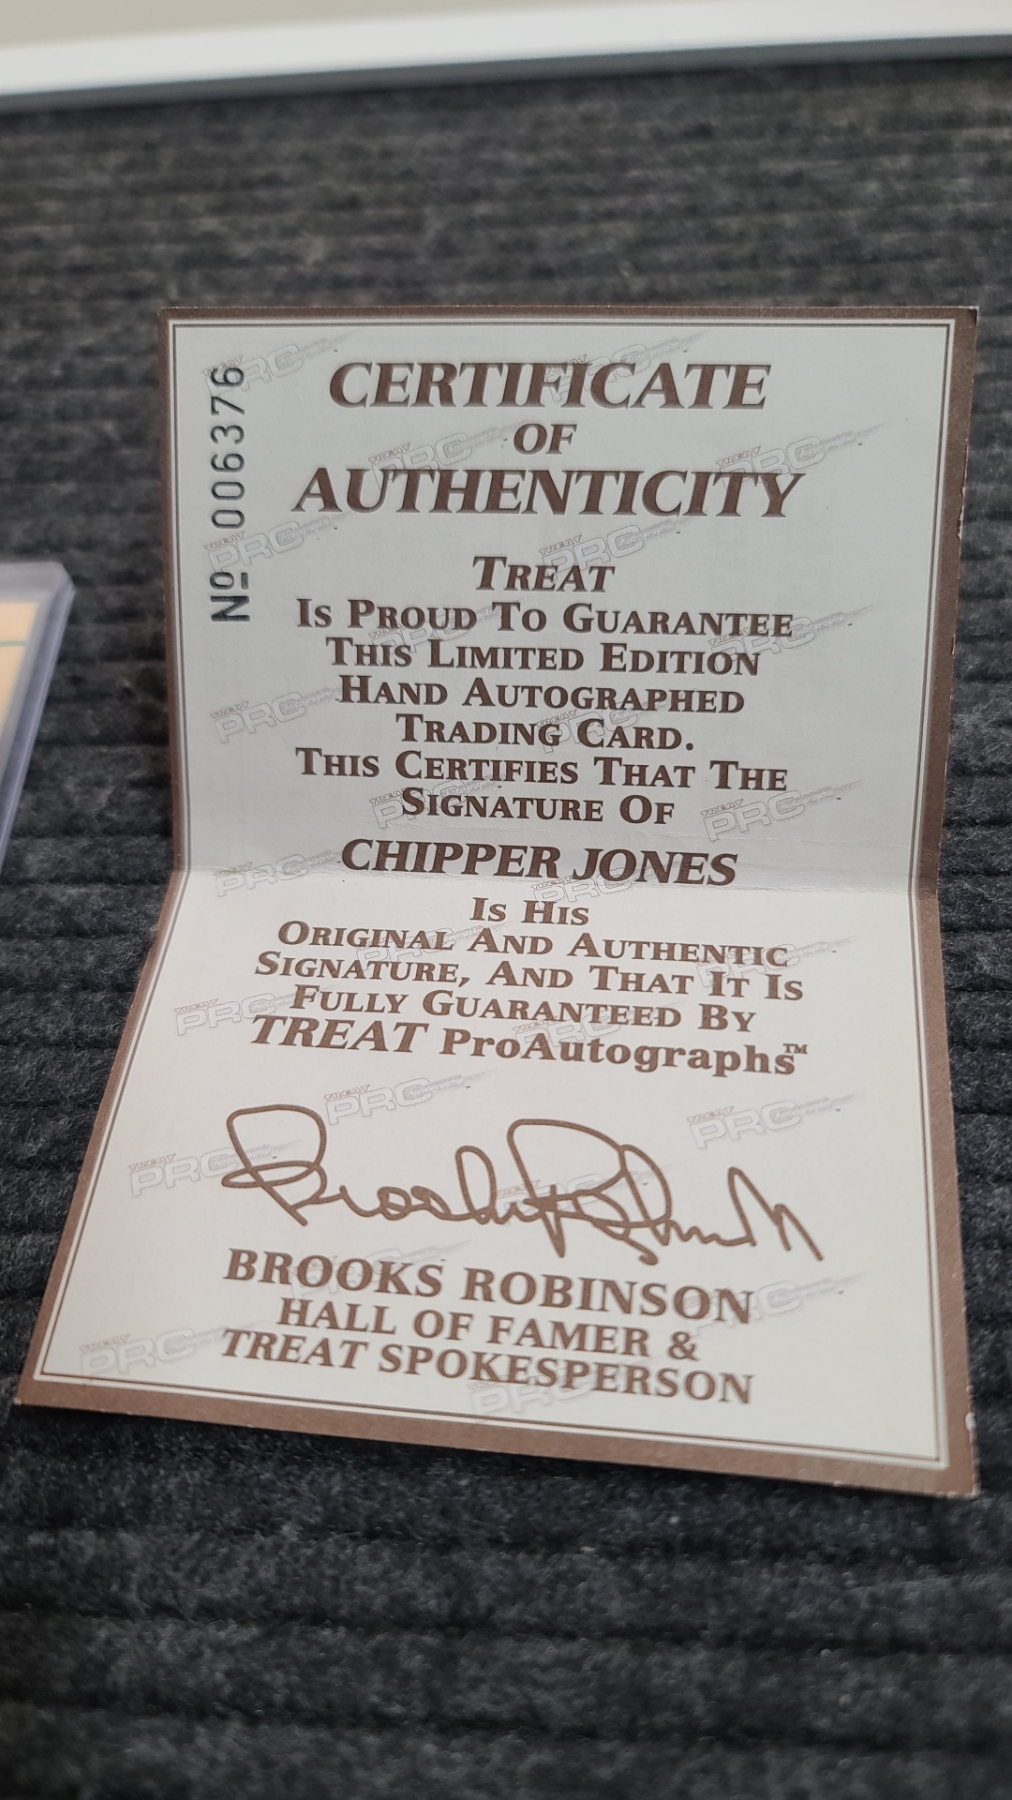 Nº 006376
CERTIFICATE
OF
AUTHENTICITY
TREAT
IS PROUD TO GUARANTEE
THIS LIMITED EDITION
HAND AUTOGRAPHED
TRADING CARD.
THIS CERTIFIES THAT THE
SIGNATURE OF
CHIPPER JONES
IS HIS
ORIGINAL AND AUTHENTIC
SIGNATURE, AND THAT IT IS
FULLY GUARANTEED BY
TREAT ProAutographs™
Brooks Robinson
BROOKS ROBINSON
HALL OF FAMER &
TREAT SPOKESPERSON